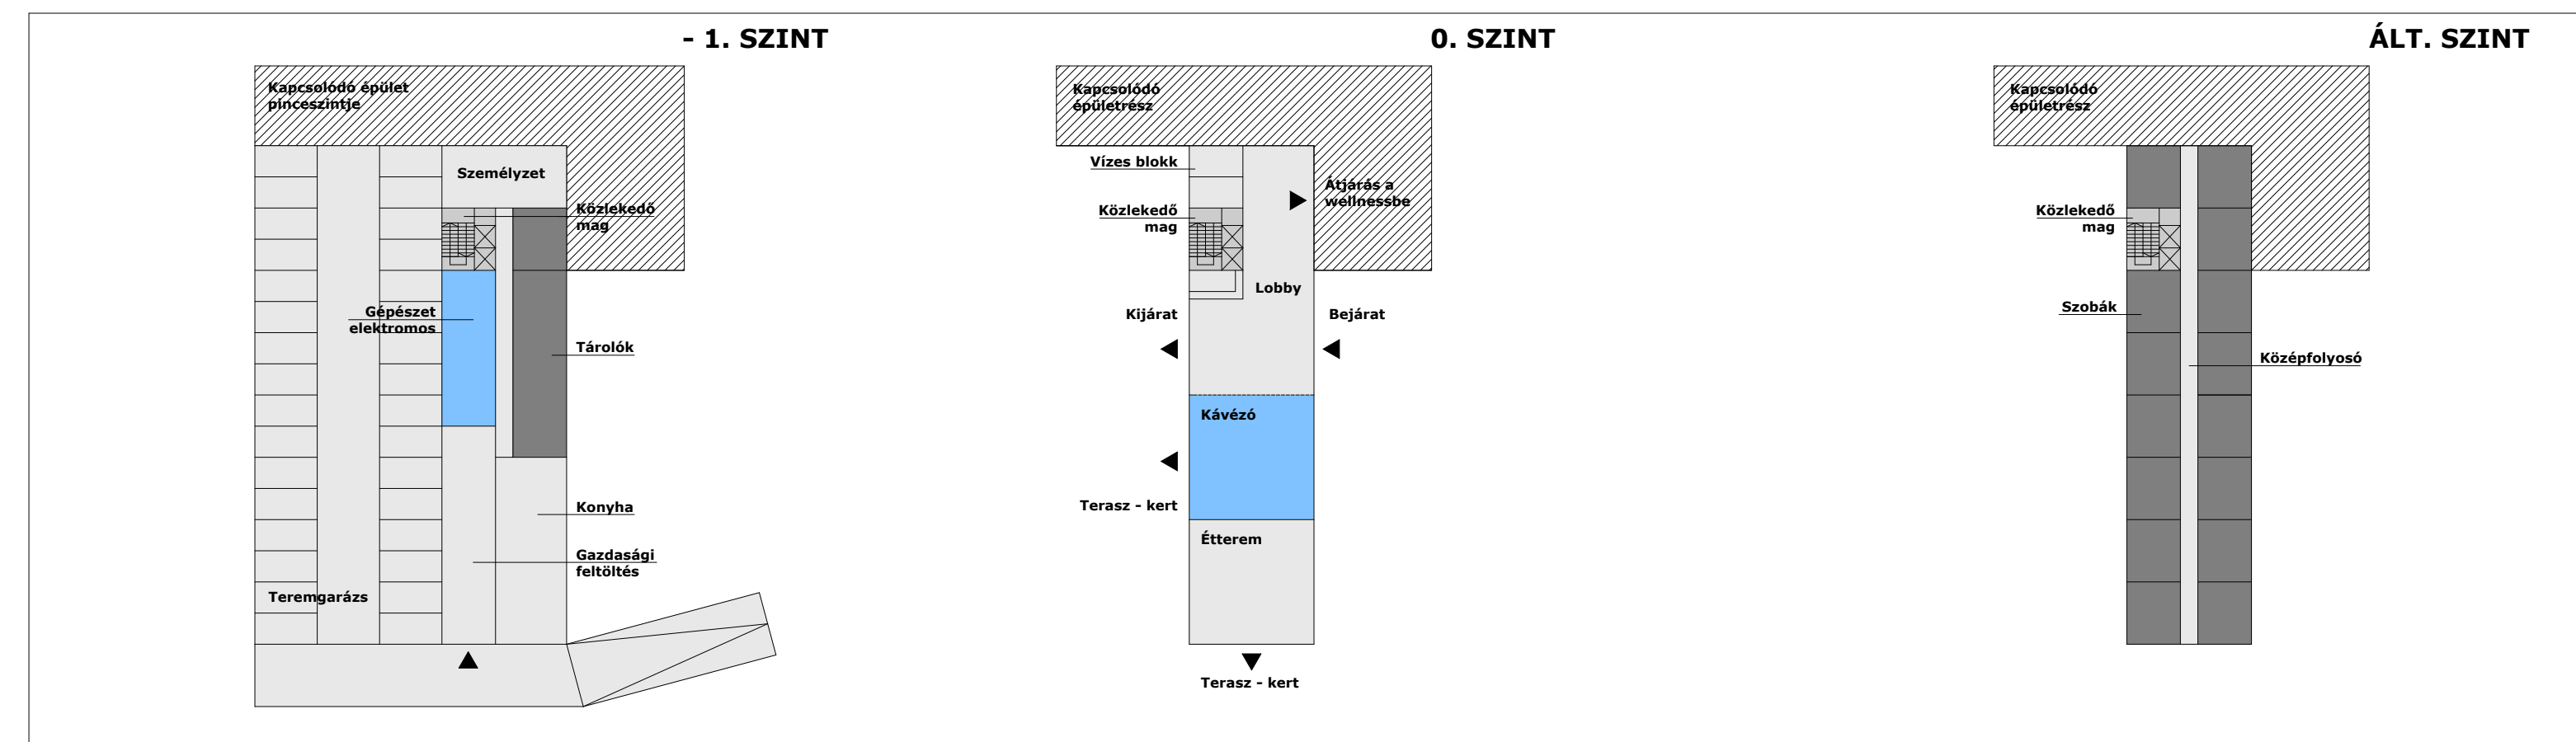 - 1. SZINT
Kapcsolódó épület
pinceszintje
Személyzet
Közlekedő
mag
Gépészet
elektromos
Tárolók
Konyha
Gazdasági
feltöltés
Teremgarázs
0. SZINT
Kapcsolódó
épületrész
Vízes blokk
Átjárás a
wellnessbe
Közlekedő
mag
Lobby
Kijárat
Bejárat
Kávézó
Terasz - kert
Étterem
Terasz - kert
ÁLT. SZINT
Kapcsolódó
épületrész
Közlekedő
mag
Szobák
Középfolyosó